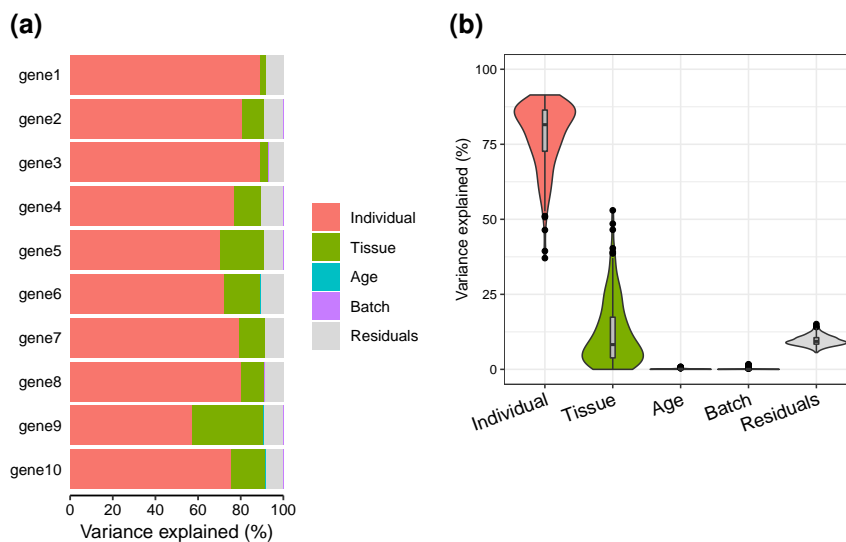 (a)
gene1
gene2
gene3
gene4
gene5
gene6
gene7
gene8
gene9
gene10
0 20 40 60 80 100
Variance explained (%)
Individual
Tissue
Age
Batch
Residuals
(b)
Variance explained (%)
100
75
50
25
0
Individual
Tissue
Age
Batch
Residuals